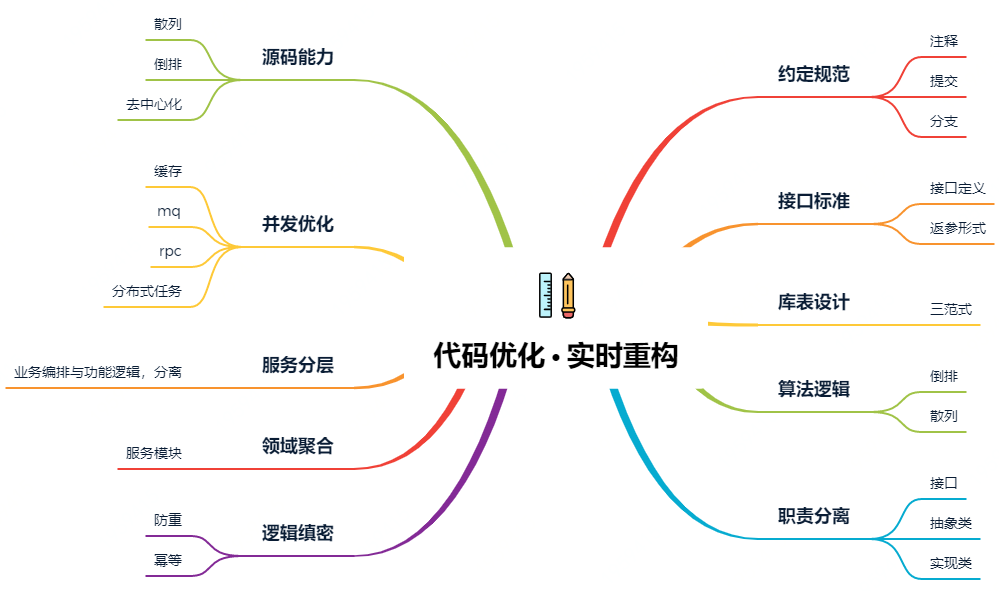 代码优化 • 实时重构
约定规范
注释
提交
分支
接口标准
接口定义
返参形式
库表设计
三范式
算法逻辑
倒排
散列
职责分离
接口
抽象类
实现类
源码能力
散列
倒排
去中心化
并发优化
缓存
mq
rpc
分布式任务
服务分层
业务编排与功能逻辑，分离
领域聚合
服务模块
逻辑缜密
防重
幂等